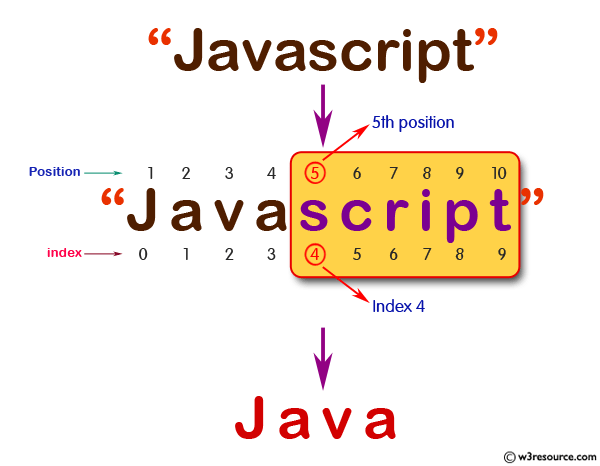 “Javascript”
5th position
Position 1 2 3 4 5 6 7 8 9 10
“Javascript”
index 0 1 2 3 4 5 6 7 8 9
Index 4
Java
© w3resource.com